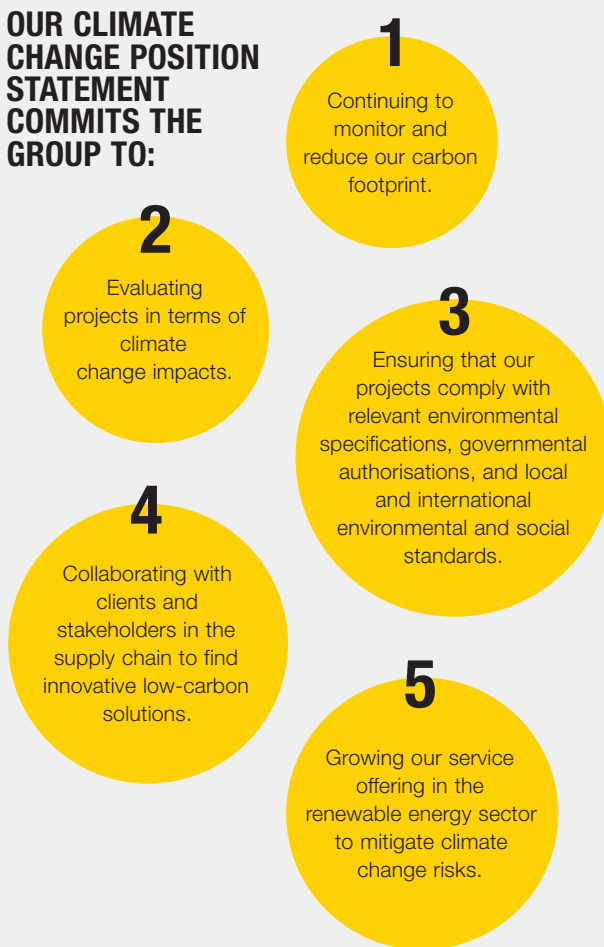 OUR CLIMATE
CHANGE POSITION
STATEMENT
COMMITS THE
GROUP TO:
1
Continuing to
monitor and
reduce our carbon
footprint.
2
Evaluating
projects in terms of
climate
change impacts.
3
Ensuring that our
projects comply with
relevant environmental
specifications, governmental
authorisations, and local
and international
environmental and social
standards.
4
Collaborating with
clients and
stakeholders in the
supply chain to find
innovative low-carbon
solutions.
5
Growing our service
offering in the
renewable energy sector
to mitigate climate
change risks.